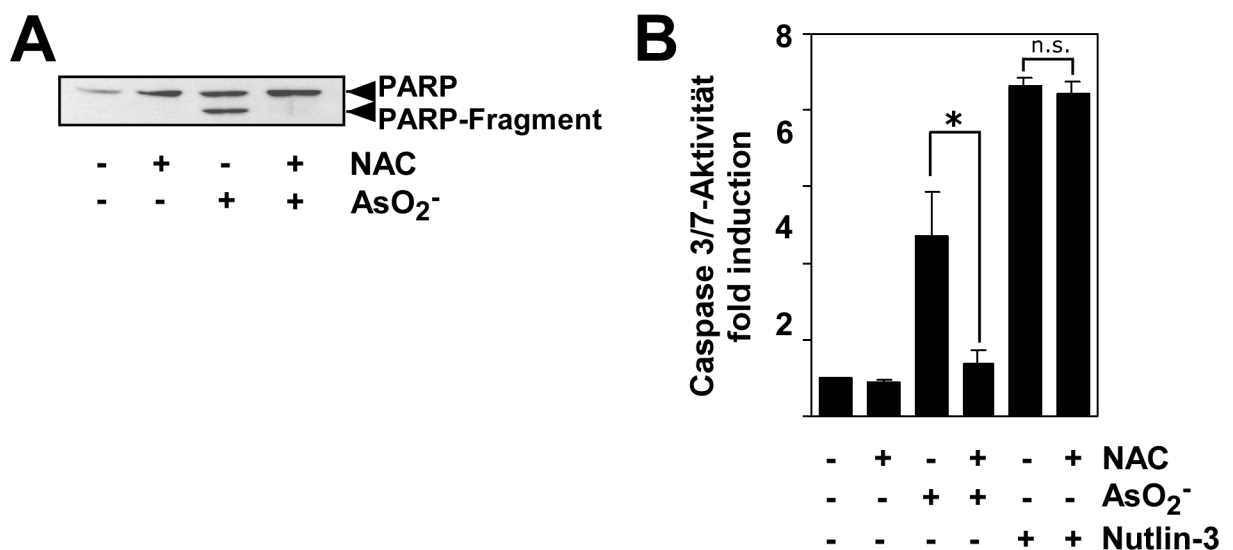 A
PARP
PARP-Fragment
- + - + NAC
- - + + AsO₂⁻
B
8
6
4
2
Caspase 3/7-Aktivität
fold induction
n.s.
*
- + - + - + NAC
- - + + - - AsO₂⁻
- - - - + + Nutlin-3